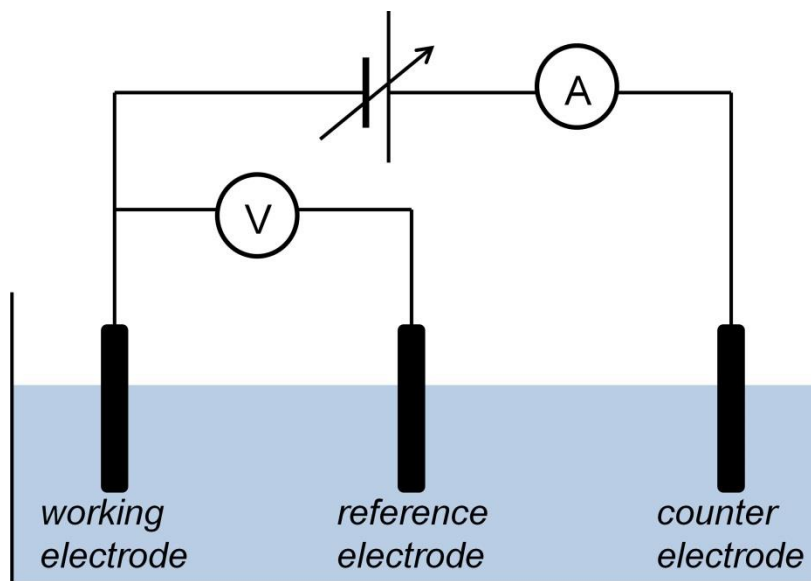 A
V
working
electrode
reference
electrode
counter
electrode